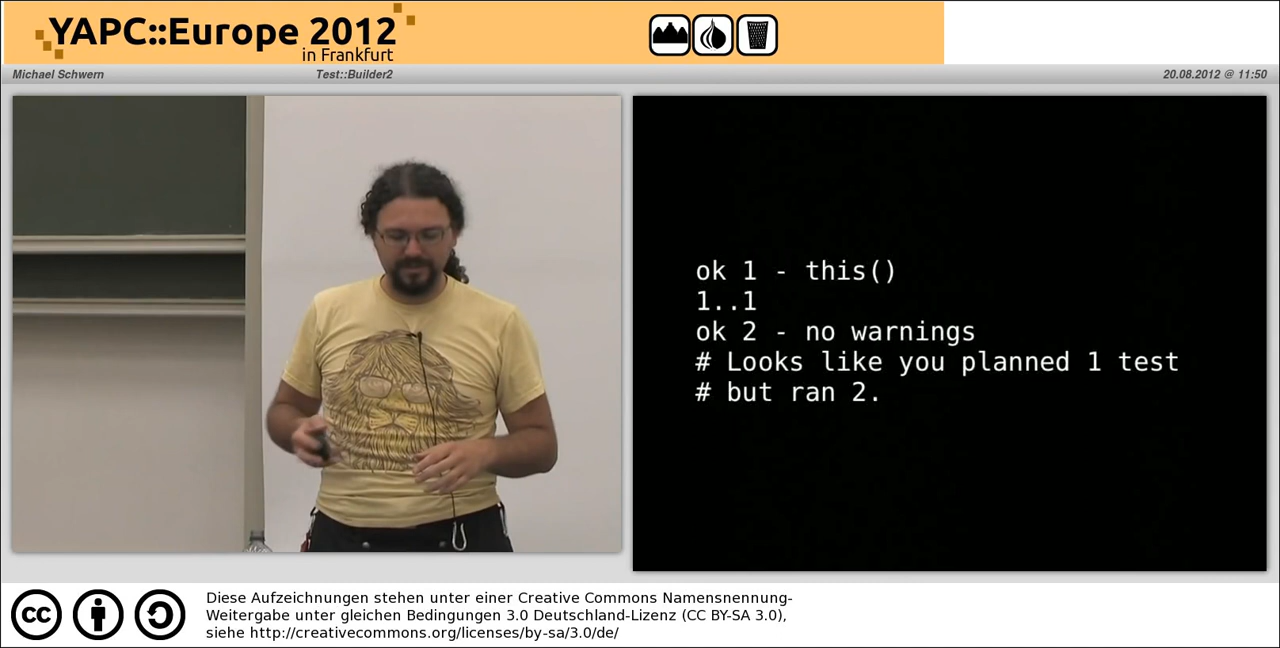 YAPC::Europe 2012
in Frankfurt
Michael Schwern
Test::Builder2
20.08.2012 @ 11:50
ok 1 - this()
1..1
ok 2 - no warnings
# Looks like you planned 1 test
# but ran 2.
cc
Diese Aufzeichnungen stehen unter einer Creative Commons Namensnennung-
Weitergabe unter gleichen Bedingungen 3.0 Deutschland-Lizenz (CC BY-SA 3.0),
siehe http://creativecommons.org/licenses/by-sa/3.0/de/